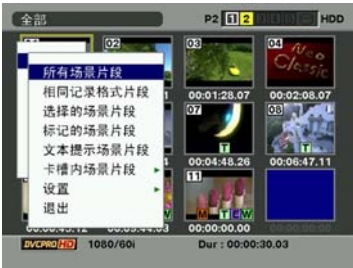 全部 P2 1 2 HDD
02 03 04
Neo Classic
所有场景片段
相同记录格式片段
选择的场景片段
标记的场景片段
文本提示场景片段
卡槽内场景片段
设置
退出
00:01:28.07 00:02:08.07
07 08
T T
00:04:48.26 00:06:47.11
11
M T E W
00:00:00.00
DVCPRO HD 1080/60i Dur : 00:00:30.03